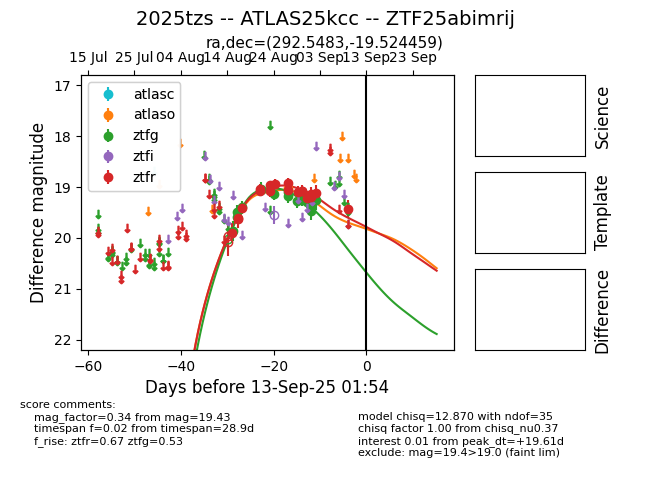 2025tzs -- ATLAS25kcc -- ZTF25abimrij
ra,dec=(292.5483,-19.524459)
15 Jul 25 Jul 04 Aug 14 Aug 24 Aug 03 Sep 13 Sep 23 Sep
17
18
19
20
21
22
Difference magnitude
atlasc
atlaso
ztfg
ztfi
ztfr
−60 −40 −20 0
Days before 13-Sep-25 01:54
Science
Template
Difference
score comments:
mag_factor=0.34 from mag=19.43
timespan f=0.02 from timespan=28.9d
f_rise: ztfr=0.67 ztfg=0.53
model chisq=12.870 with ndof=35
chisq factor 1.00 from chisq_nu0.37
interest 0.01 from peak_dt=+19.61d
exclude: mag=19.4>19.0 (faint lim)